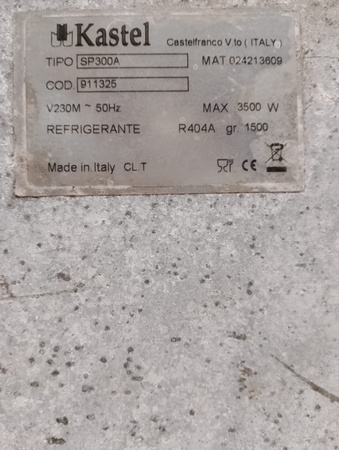 Kastel Castelfranco V.to ( ITALY )
TIPO SP300A MAT 024213609
COD. 911325
V230M ~ 50Hz MAX 3500 W
REFRIGERANTE R404A gr. 1500
Made in Italy CL.T CE